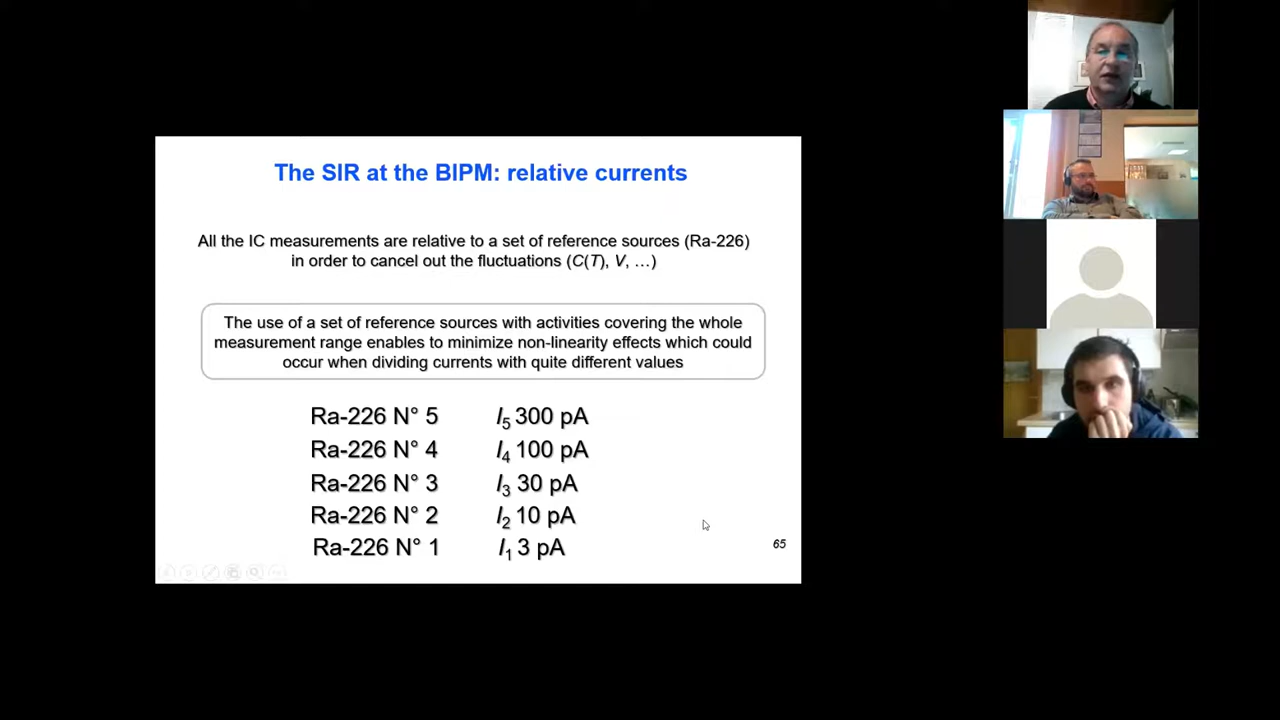 The SIR at the BIPM: relative currents
All the IC measurements are relative to a set of reference sources (Ra-226)
in order to cancel out the fluctuations (C(T), V, …)
The use of a set of reference sources with activities covering the whole
measurement range enables to minimize non-linearity effects which could
occur when dividing currents with quite different values
Ra-226 N° 5 I5 300 pA
Ra-226 N° 4 I4 100 pA
Ra-226 N° 3 I3 30 pA
Ra-226 N° 2 I2 10 pA
Ra-226 N° 1 I1 3 pA
65